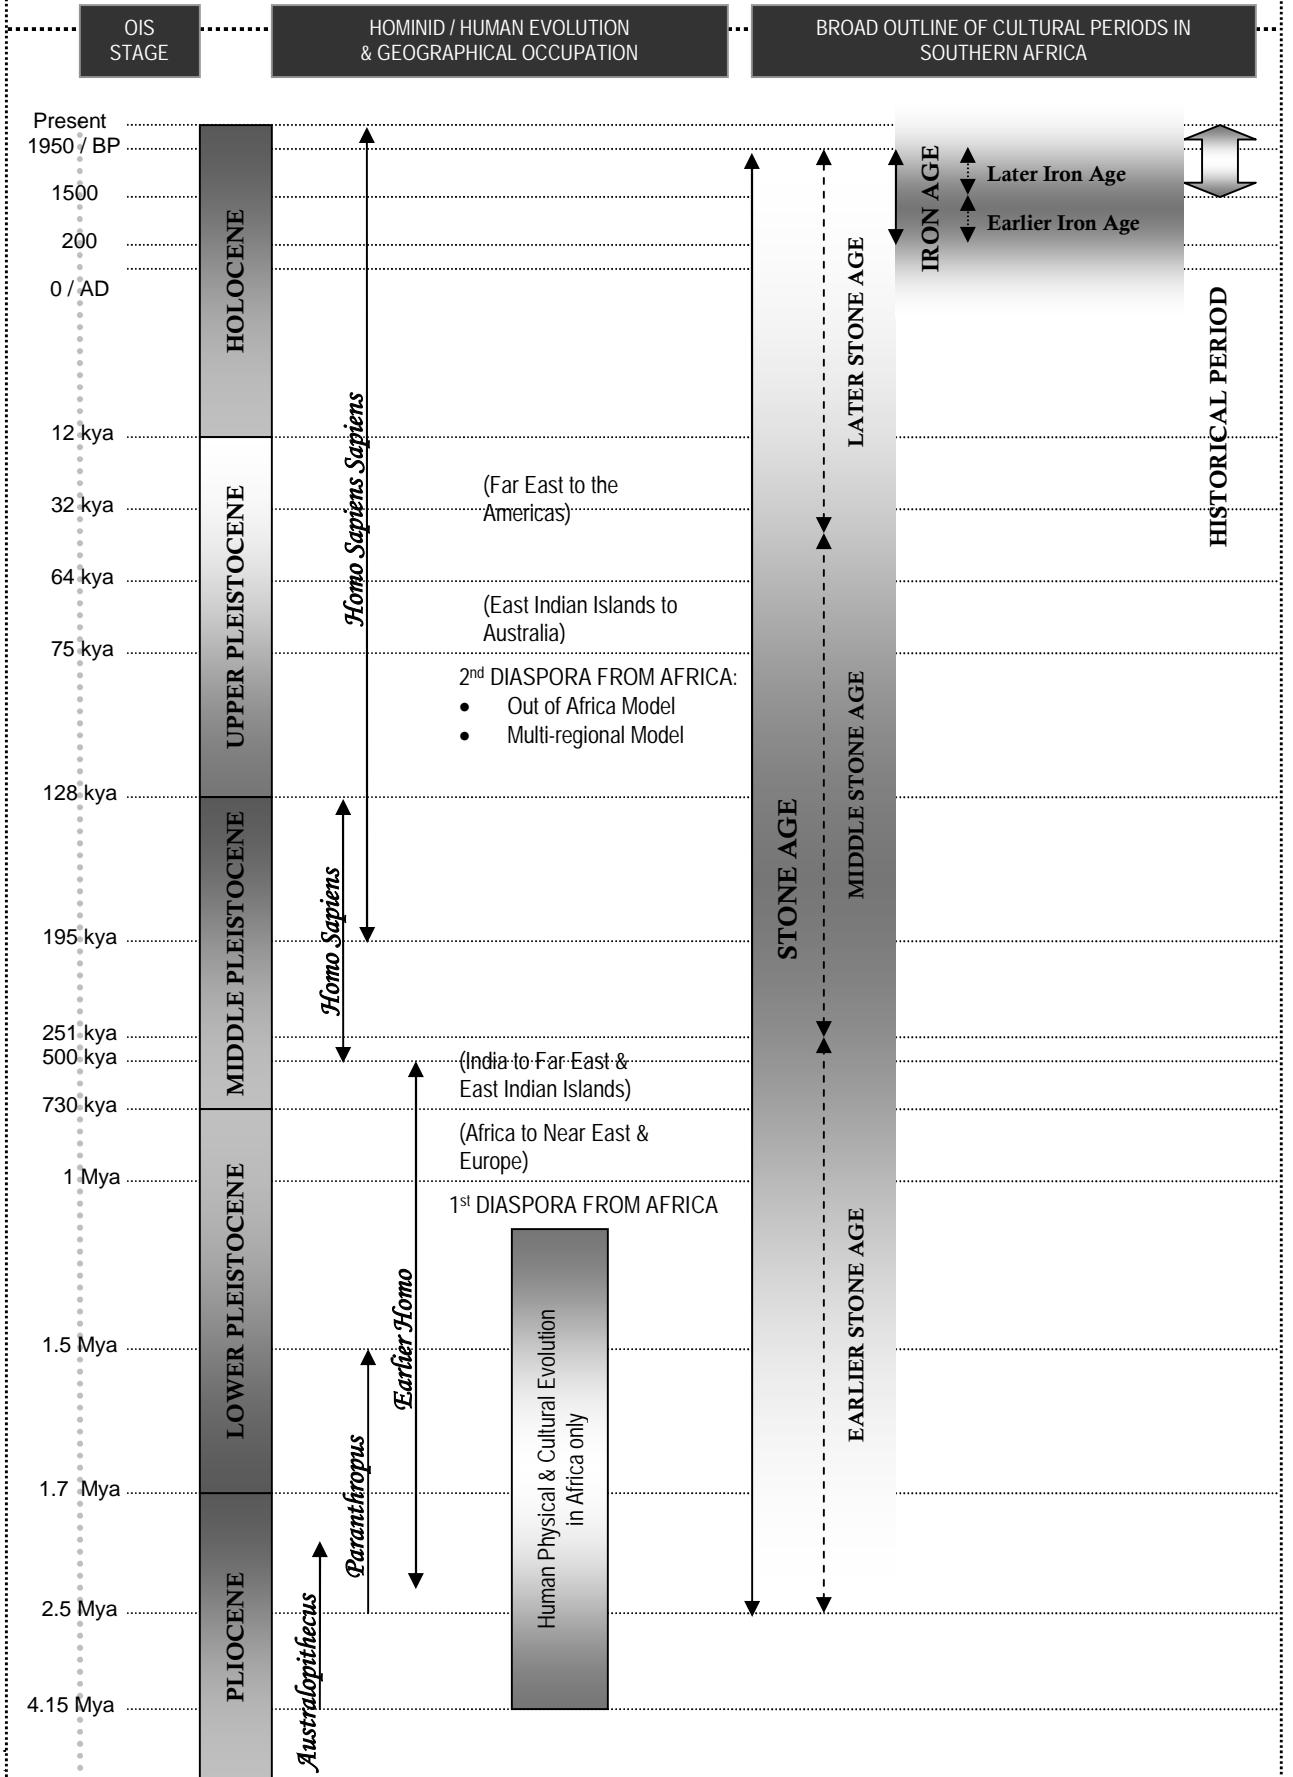 OIS
STAGE
HOMINID / HUMAN EVOLUTION
& GEOGRAPHICAL OCCUPATION
BROAD OUTLINE OF CULTURAL PERIODS IN
SOUTHERN AFRICA
Present
1950 / BP
1500
200
0 / AD
12 kya
32 kya
64 kya
75 kya
128 kya
195 kya
251 kya
500 kya
730 kya
1 Mya
1.5 Mya
1.7 Mya
2.5 Mya
4.15 Mya
HOLOCENE
UPPER PLEISTOCENE
MIDDLE PLEISTOCENE
LOWER PLEISTOCENE
PLIOCENE
Homo Sapiens Sapiens
Homo Sapiens
Earlier Homo
Paranthropus
Australopithecus
(Far East to the
Americas)
(East Indian Islands to
Australia)
2nd DIASPORA FROM AFRICA:
• Out of Africa Model
• Multi-regional Model
(India to Far East &
East Indian Islands)
(Africa to Near East &
Europe)
1st DIASPORA FROM AFRICA
Human Physical & Cultural Evolution
in Africa only
STONE AGE
LATER STONE AGE
MIDDLE STONE AGE
EARLIER STONE AGE
IRON AGE
Later Iron Age
Earlier Iron Age
HISTORICAL PERIOD